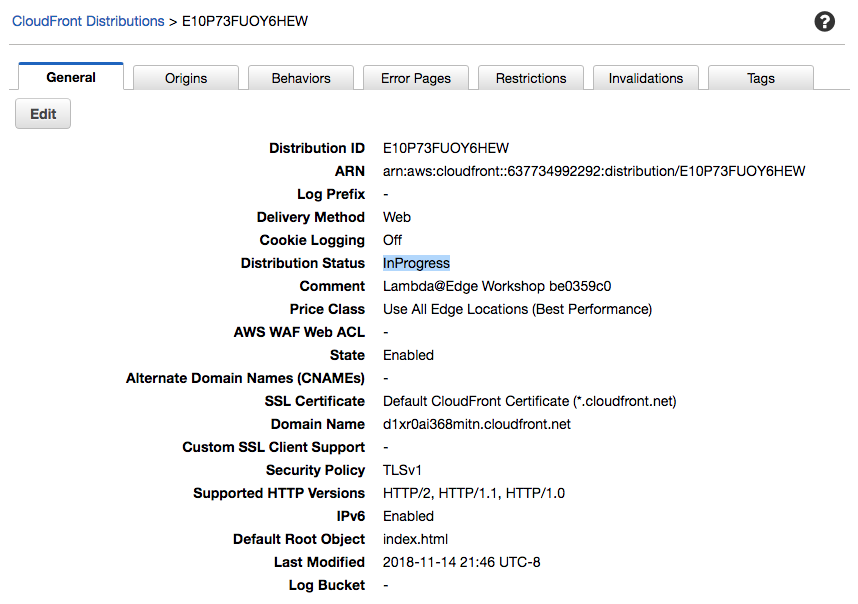 CloudFront Distributions > E10P73FUOY6HEW ?
General Origins Behaviors Error Pages Restrictions Invalidations Tags
Edit
Distribution ID E10P73FUOY6HEW
ARN arn:aws:cloudfront::637734992292:distribution/E10P73FUOY6HEW
Log Prefix -
Delivery Method Web
Cookie Logging Off
Distribution Status InProgress
Comment Lambda@Edge Workshop be0359c0
Price Class Use All Edge Locations (Best Performance)
AWS WAF Web ACL -
State Enabled
Alternate Domain Names (CNAMEs) -
SSL Certificate Default CloudFront Certificate (*.cloudfront.net)
Domain Name d1xr0ai368mitn.cloudfront.net
Custom SSL Client Support -
Security Policy TLSv1
Supported HTTP Versions HTTP/2, HTTP/1.1, HTTP/1.0
IPv6 Enabled
Default Root Object index.html
Last Modified 2018-11-14 21:46 UTC-8
Log Bucket -